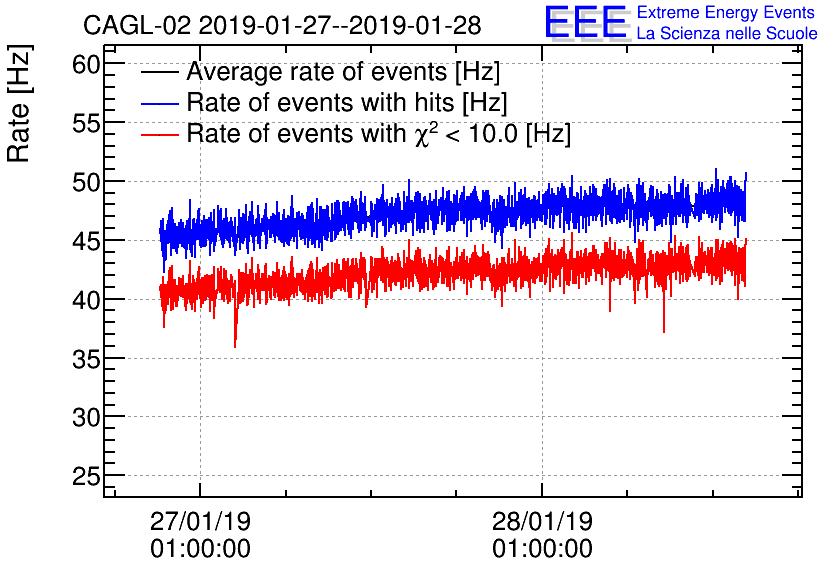 CAGL-02 2019-01-27--2019-01-28
EEE
Extreme Energy Events
La Scienza nelle Scuole
Rate [Hz]
Average rate of events [Hz]
Rate of events with hits [Hz]
Rate of events with χ² < 10.0 [Hz]
60
55
50
45
40
35
30
25
27/01/19
01:00:00
28/01/19
01:00:00